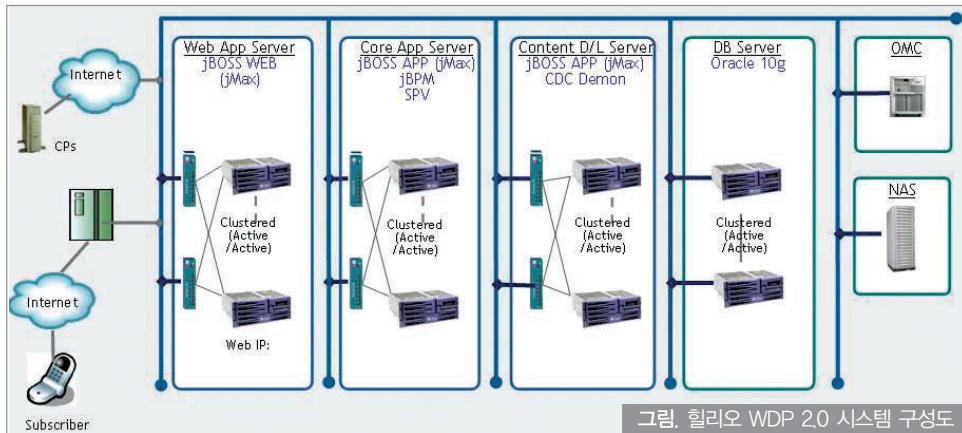 Web App Server
jBOSS WEB
(jMax)
Core App Server
jBOSS APP (jMax)
jBPM
SPV
Content D/L Server
jBOSS APP (jMax)
CDC Demon
DB Server
Oracle 10g
OMC
Internet
CPs
NAS
Clustered
(Active
/Active)
Clustered
(Active
/Active)
Clustered
(Active
/Active)
Clustered
(Active
/Active)
Internet
Web IP:
Subscriber
그림. 힐리오 WDP 2.0 시스템 구성도